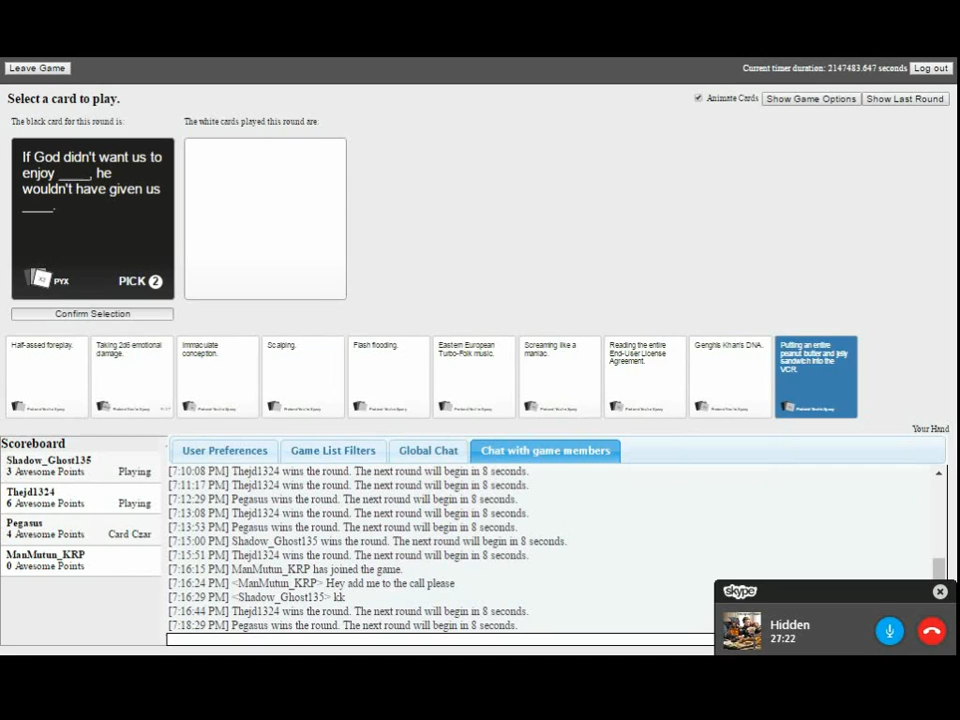 Leave Game
Current timer duration: 2147483.647 seconds
Log out
Select a card to play.
Animate Cards
Show Game Options
Show Last Round
The black card for this round is:
The white cards played this round are:
If God didn't want us to
enjoy ____, he
wouldn't have given us
____.
PYX
PICK 2
Confirm Selection
Half-assed foreplay.
Taking 2d6 emotional
damage.
Immaculate
conception.
Scalping.
Flash flooding.
Eastern European
Turbo-Folk music.
Screaming like a
maniac.
Reading the entire
End-User License
Agreement.
Genghis Khan's DNA.
Putting an entire
peanut butter and jelly
sandwich into the
VCR.
Your Hand
Scoreboard
Shadow_Ghost135
3 Awesome Points
Playing
Thejd1324
6 Awesome Points
Playing
Pegasus
4 Awesome Points
Card Czar
ManMutun_KRP
0 Awesome Points
User Preferences
Game List Filters
Global Chat
Chat with game members
[7:10:08 PM] Thejd1324 wins the round. The next round will begin in 8 seconds.
[7:11:17 PM] Thejd1324 wins the round. The next round will begin in 8 seconds.
[7:12:29 PM] Pegasus wins the round. The next round will begin in 8 seconds.
[7:13:08 PM] Thejd1324 wins the round. The next round will begin in 8 seconds.
[7:13:53 PM] Pegasus wins the round. The next round will begin in 8 seconds.
[7:15:00 PM] Shadow_Ghost135 wins the round. The next round will begin in 8 seconds.
[7:15:51 PM] Thejd1324 wins the round. The next round will begin in 8 seconds.
[7:16:15 PM] ManMutun_KRP has joined the game.
[7:16:24 PM] <ManMutun_KRP> Hey add me to the call please
[7:16:29 PM] <Shadow_Ghost135> kk
[7:16:44 PM] Thejd1324 wins the round. The next round will begin in 8 seconds.
[7:18:29 PM] Pegasus wins the round. The next round will begin in 8 seconds.
skype
Hidden
27:22